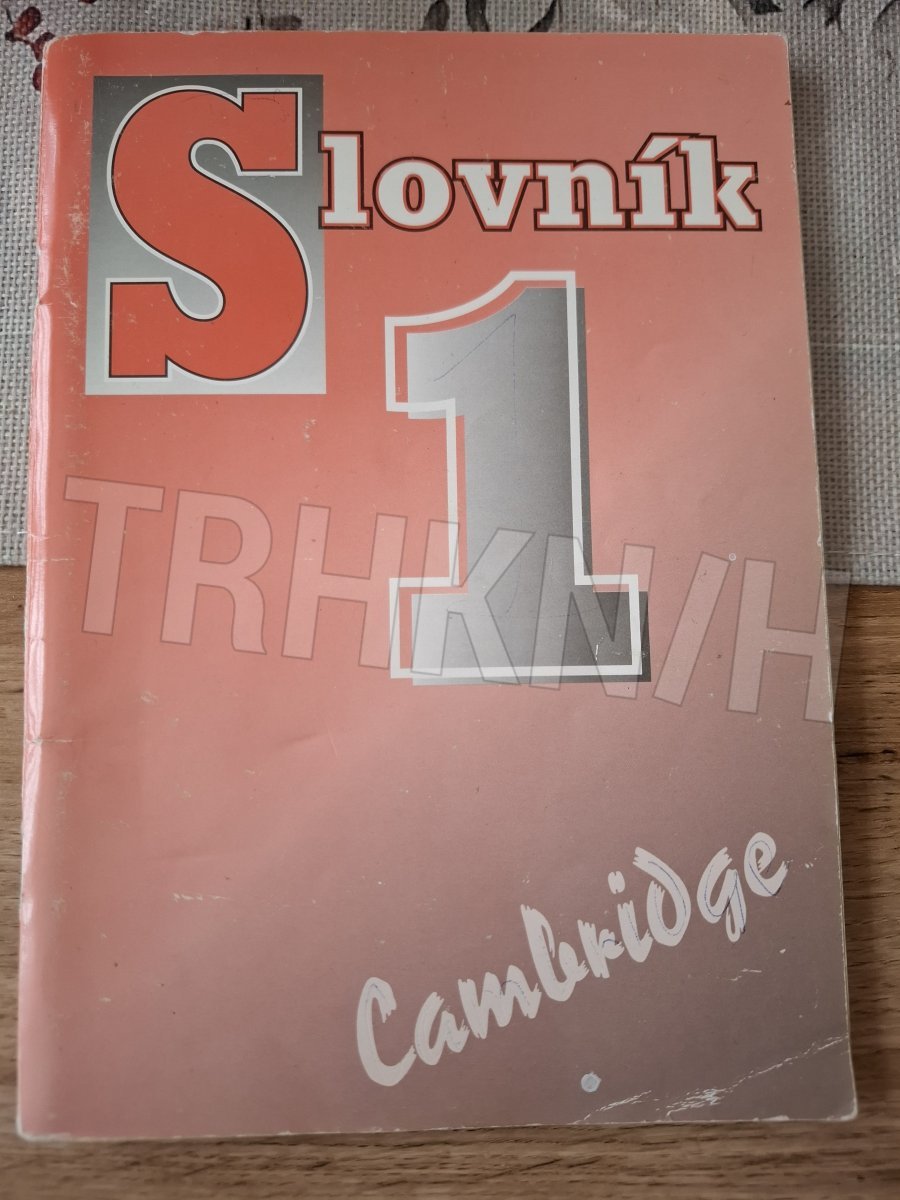 Slovník
1
TRHKNIH
Cambridge